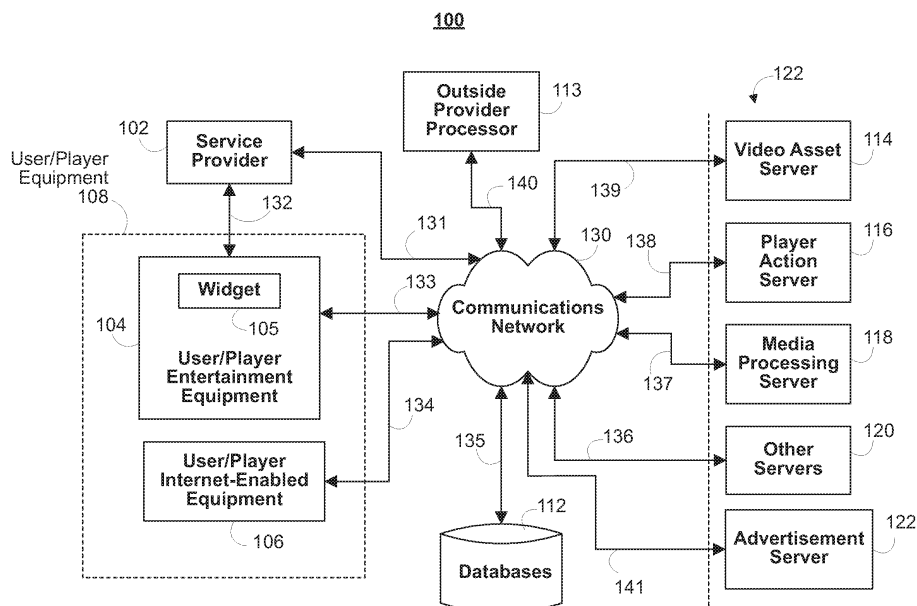 100
122
Outside
Provider
Processor
113
102
Service
Provider
Video Asset
Server
114
User/Player
Equipment
108
132
140
139
131
130
138
Player
Action
Server
116
Widget
105
133
Communications
Network
104
User/Player
Entertainment
Equipment
Media
Processing
Server
118
137
134
135
136
Other
Servers
120
User/Player
Internet-Enabled
Equipment
106
112
Databases
141
Advertisement
Server
122